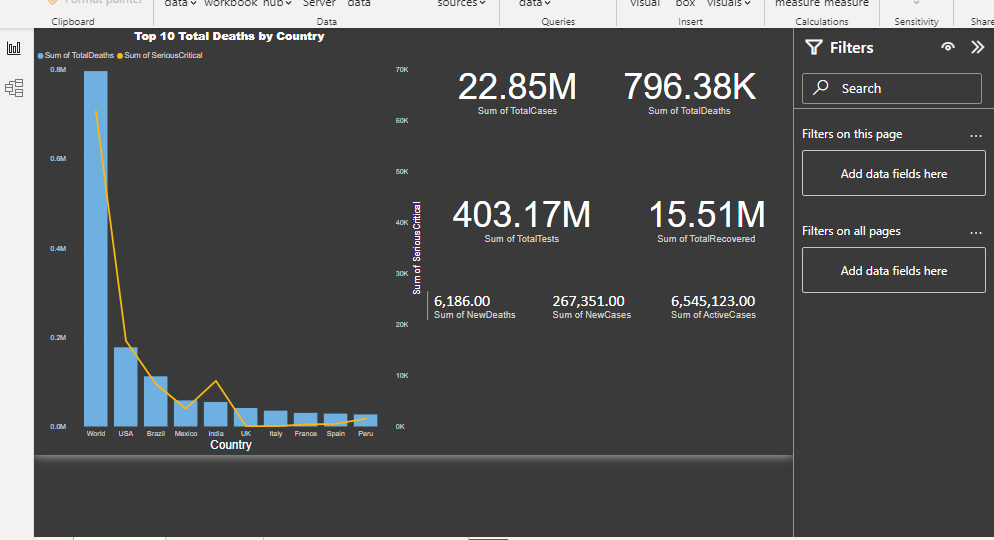 Format painter
data workbook hub Server data sources data visual box visuals measure measure
Clipboard Data Queries Insert Calculations Sensitivity Share
Top 10 Total Deaths by Country
Sum of TotalDeaths Sum of SeriousCritical
0.8M
0.6M
0.4M
0.2M
0.0M
70K
60K
50K
40K
30K
20K
10K
0K
Sum of SeriousCritical
World USA Brazil Mexico India UK Italy France Spain Peru
Country
22.85M
Sum of TotalCases
796.38K
Sum of TotalDeaths
403.17M
Sum of TotalTests
15.51M
Sum of TotalRecovered
6,186.00
Sum of NewDeaths
267,351.00
Sum of NewCases
6,545,123.00
Sum of ActiveCases
Filters
Search
Filters on this page ...
Add data fields here
Filters on all pages ...
Add data fields here